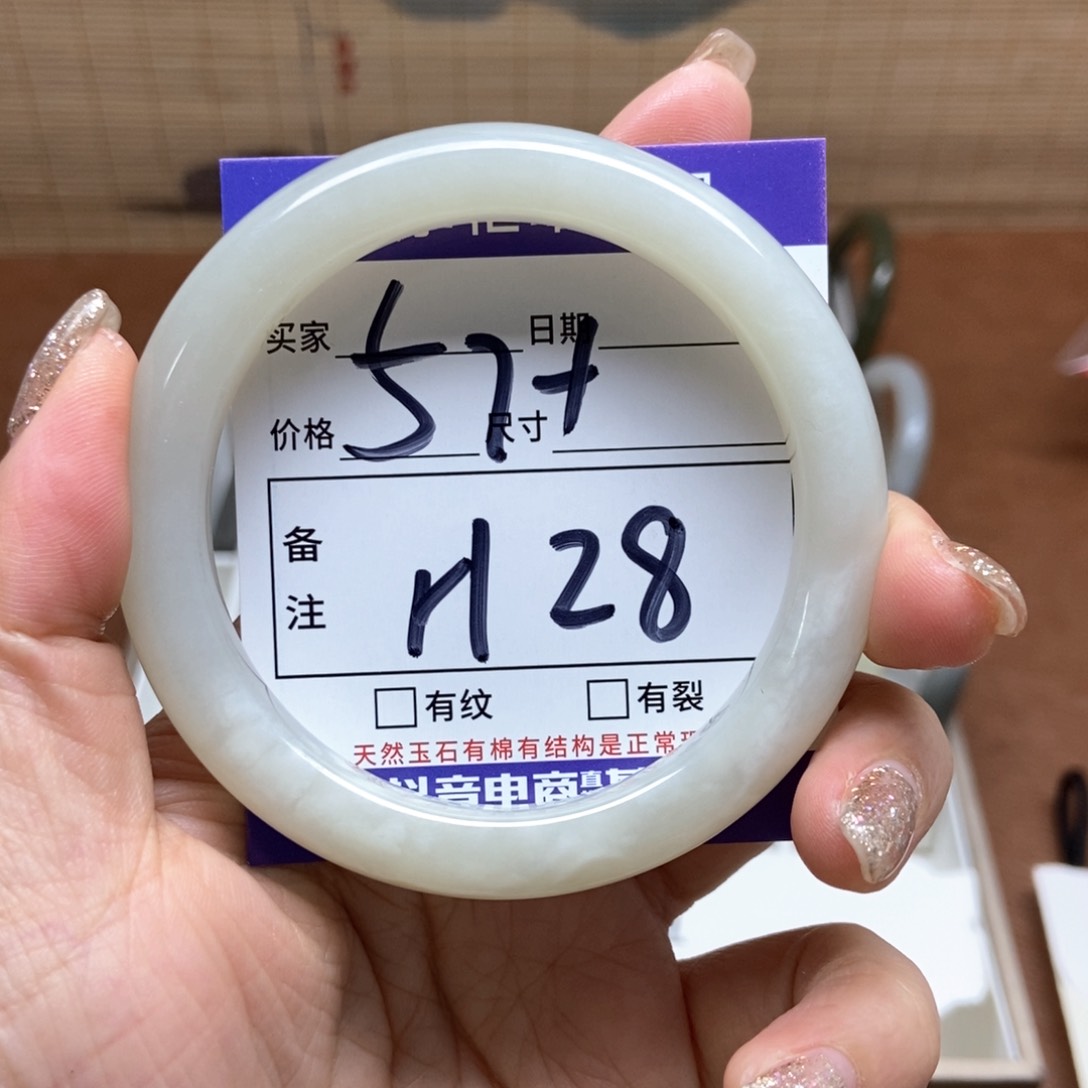 买家 日期
57+
价格 尺寸
备注
H 28
有纹 有裂
天然玉石有棉有结构是正常
抖音电商